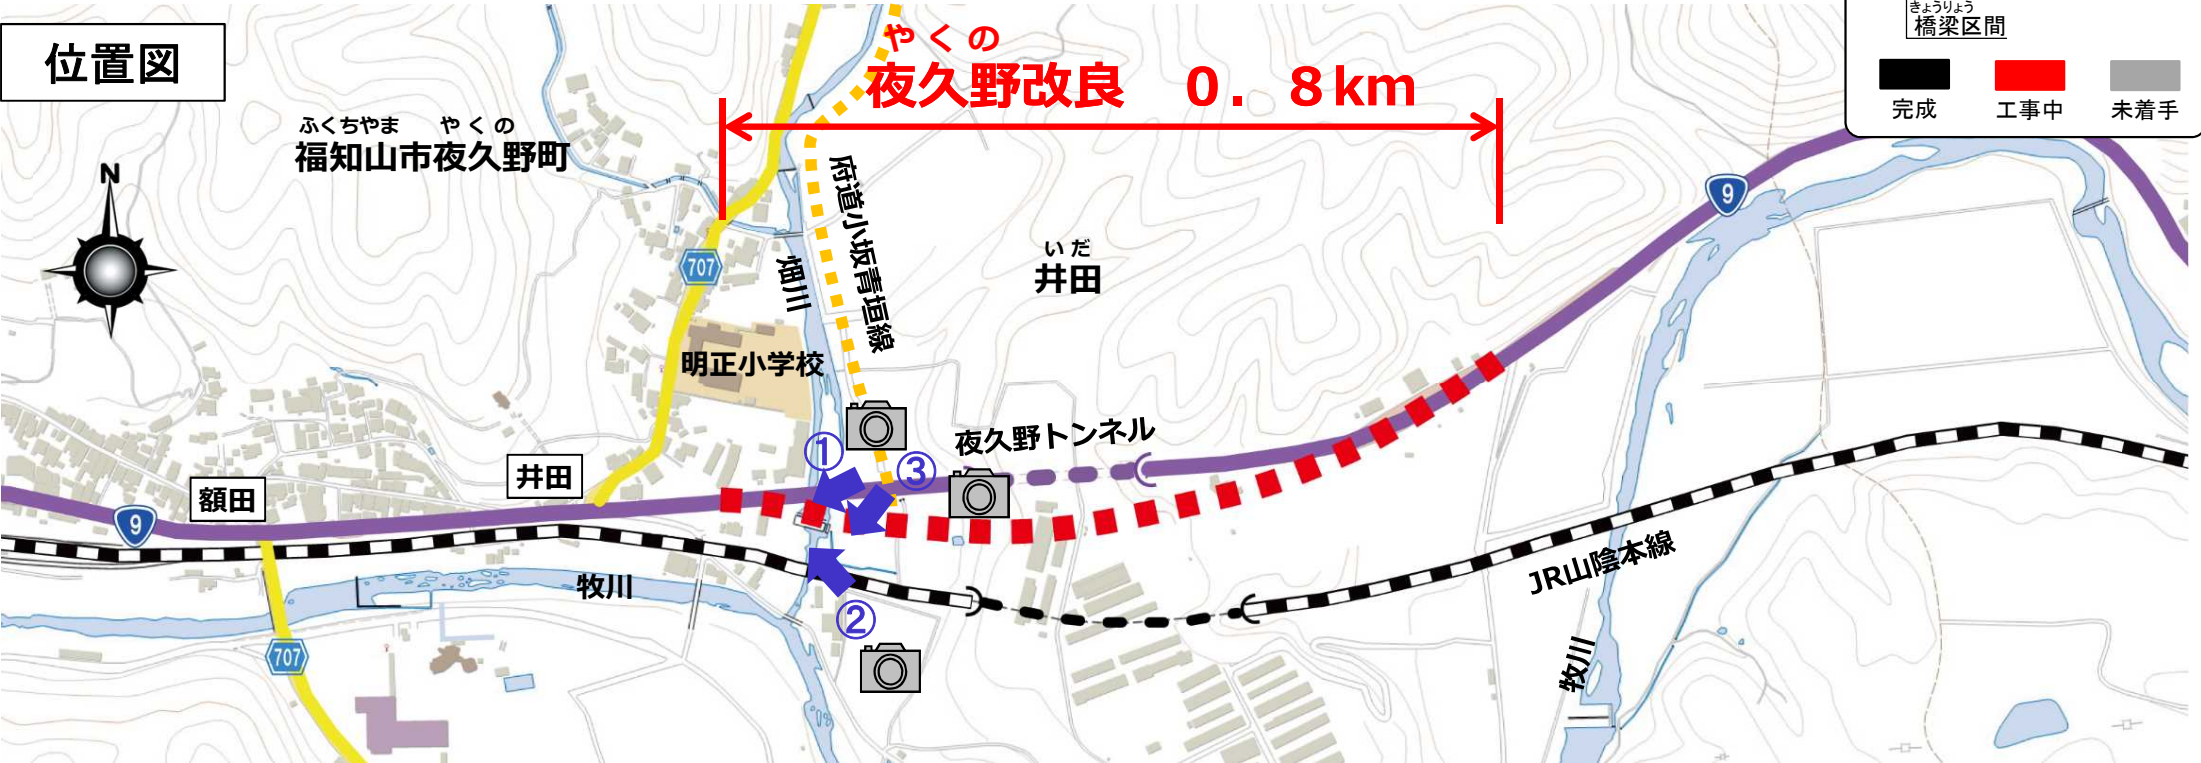 位置図
きょうりょう
橋梁区間
完成 工事中 未着手
やくの
夜久野改良 0.8km
ふくちやま やくの
福知山市夜久野町
N
府道小坂青垣線
畑川
いだ
井田
9
707
明正小学校
①
③
夜久野トンネル
井田
額田
9
牧川
②
707
JR山陰本線
牧川